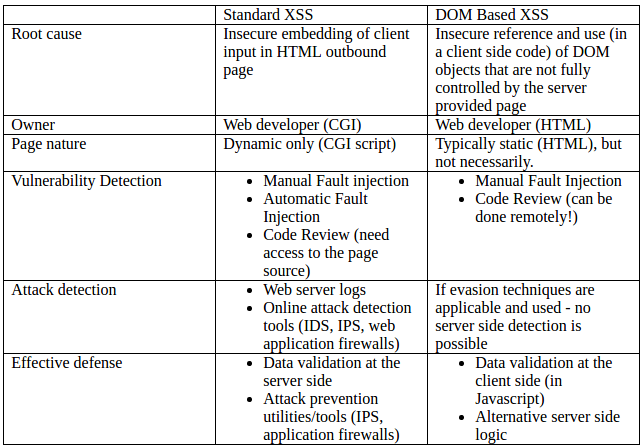 Standard XSS
DOM Based XSS
Root cause
Insecure embedding of client
input in HTML outbound
page
Insecure reference and use (in
a client side code) of DOM
objects that are not fully
controlled by the server
provided page
Owner
Web developer (CGI)
Web developer (HTML)
Page nature
Dynamic only (CGI script)
Typically static (HTML), but
not necessarily.
Vulnerability Detection
• Manual Fault injection
• Automatic Fault
Injection
• Code Review (need
access to the page
source)
• Manual Fault Injection
• Code Review (can be
done remotely!)
Attack detection
• Web server logs
• Online attack detection
tools (IDS, IPS, web
application firewalls)
If evasion techniques are
applicable and used - no
server side detection is
possible
Effective defense
• Data validation at the
server side
• Attack prevention
utilities/tools (IPS,
application firewalls)
• Data validation at the
client side (in
Javascript)
• Alternative server side
logic